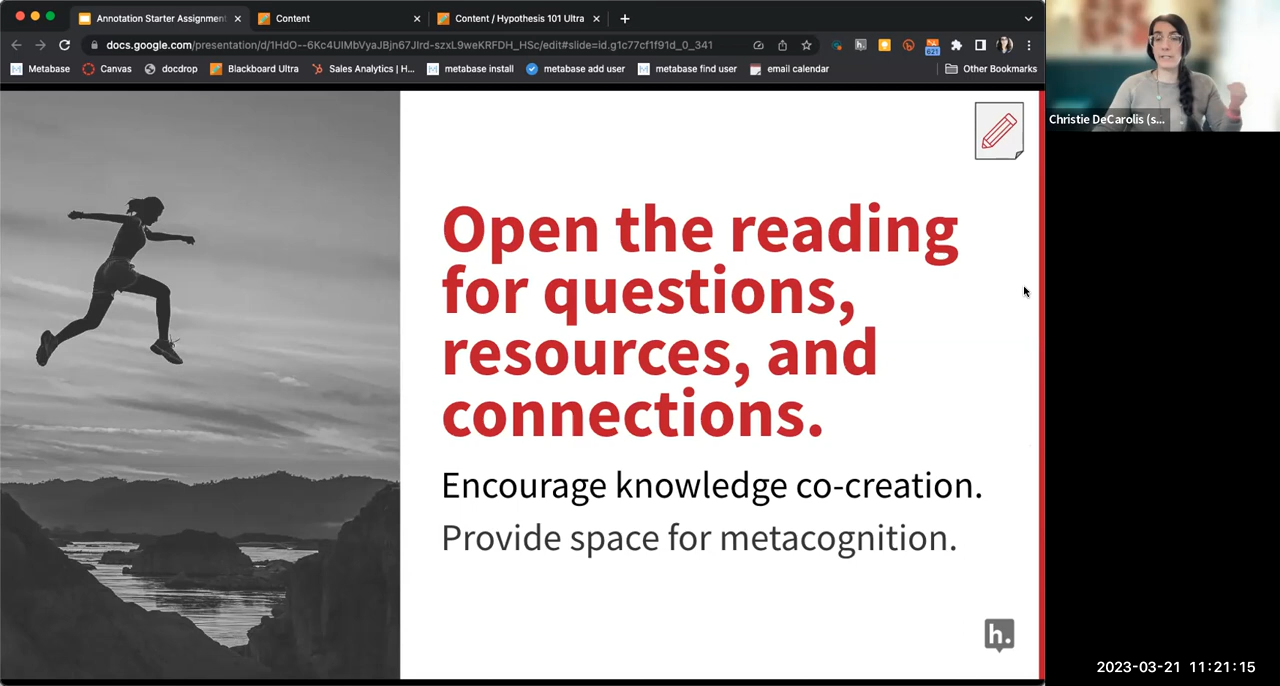 Annotation Starter Assignment
Content
Content / Hypothesis 101 Ultra
docs.google.com/presentation/d/1HdO--6Kc4UIMbVyaJBjn67JIrd-szxL9weKRFDH_HSc/edit#slide=id.g1c77cf1f91d_0_341
621
Metabase
Canvas
docdrop
Blackboard Ultra
Sales Analytics | H...
metabase install
metabase add user
metabase find user
email calendar
Other Bookmarks
Christie DeCarolis (s...
Open the reading
for questions,
resources, and
connections.
Encourage knowledge co-creation.
Provide space for metacognition.
h.
2023-03-21 11:21:15